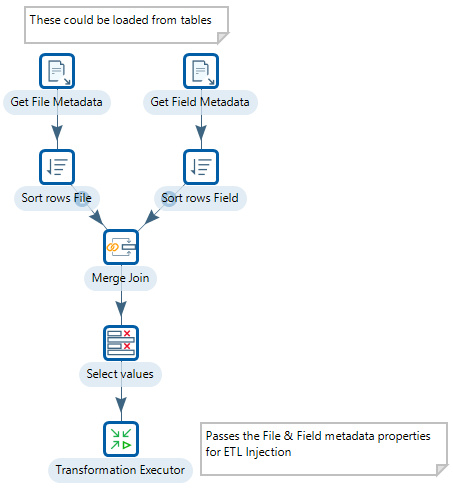 These could be loaded from tables
Get File Metadata
Get Field Metadata
Sort rows File
Sort rows Field
Merge Join
Select values
Transformation Executor
Passes the File & Field metadata properties
for ETL Injection